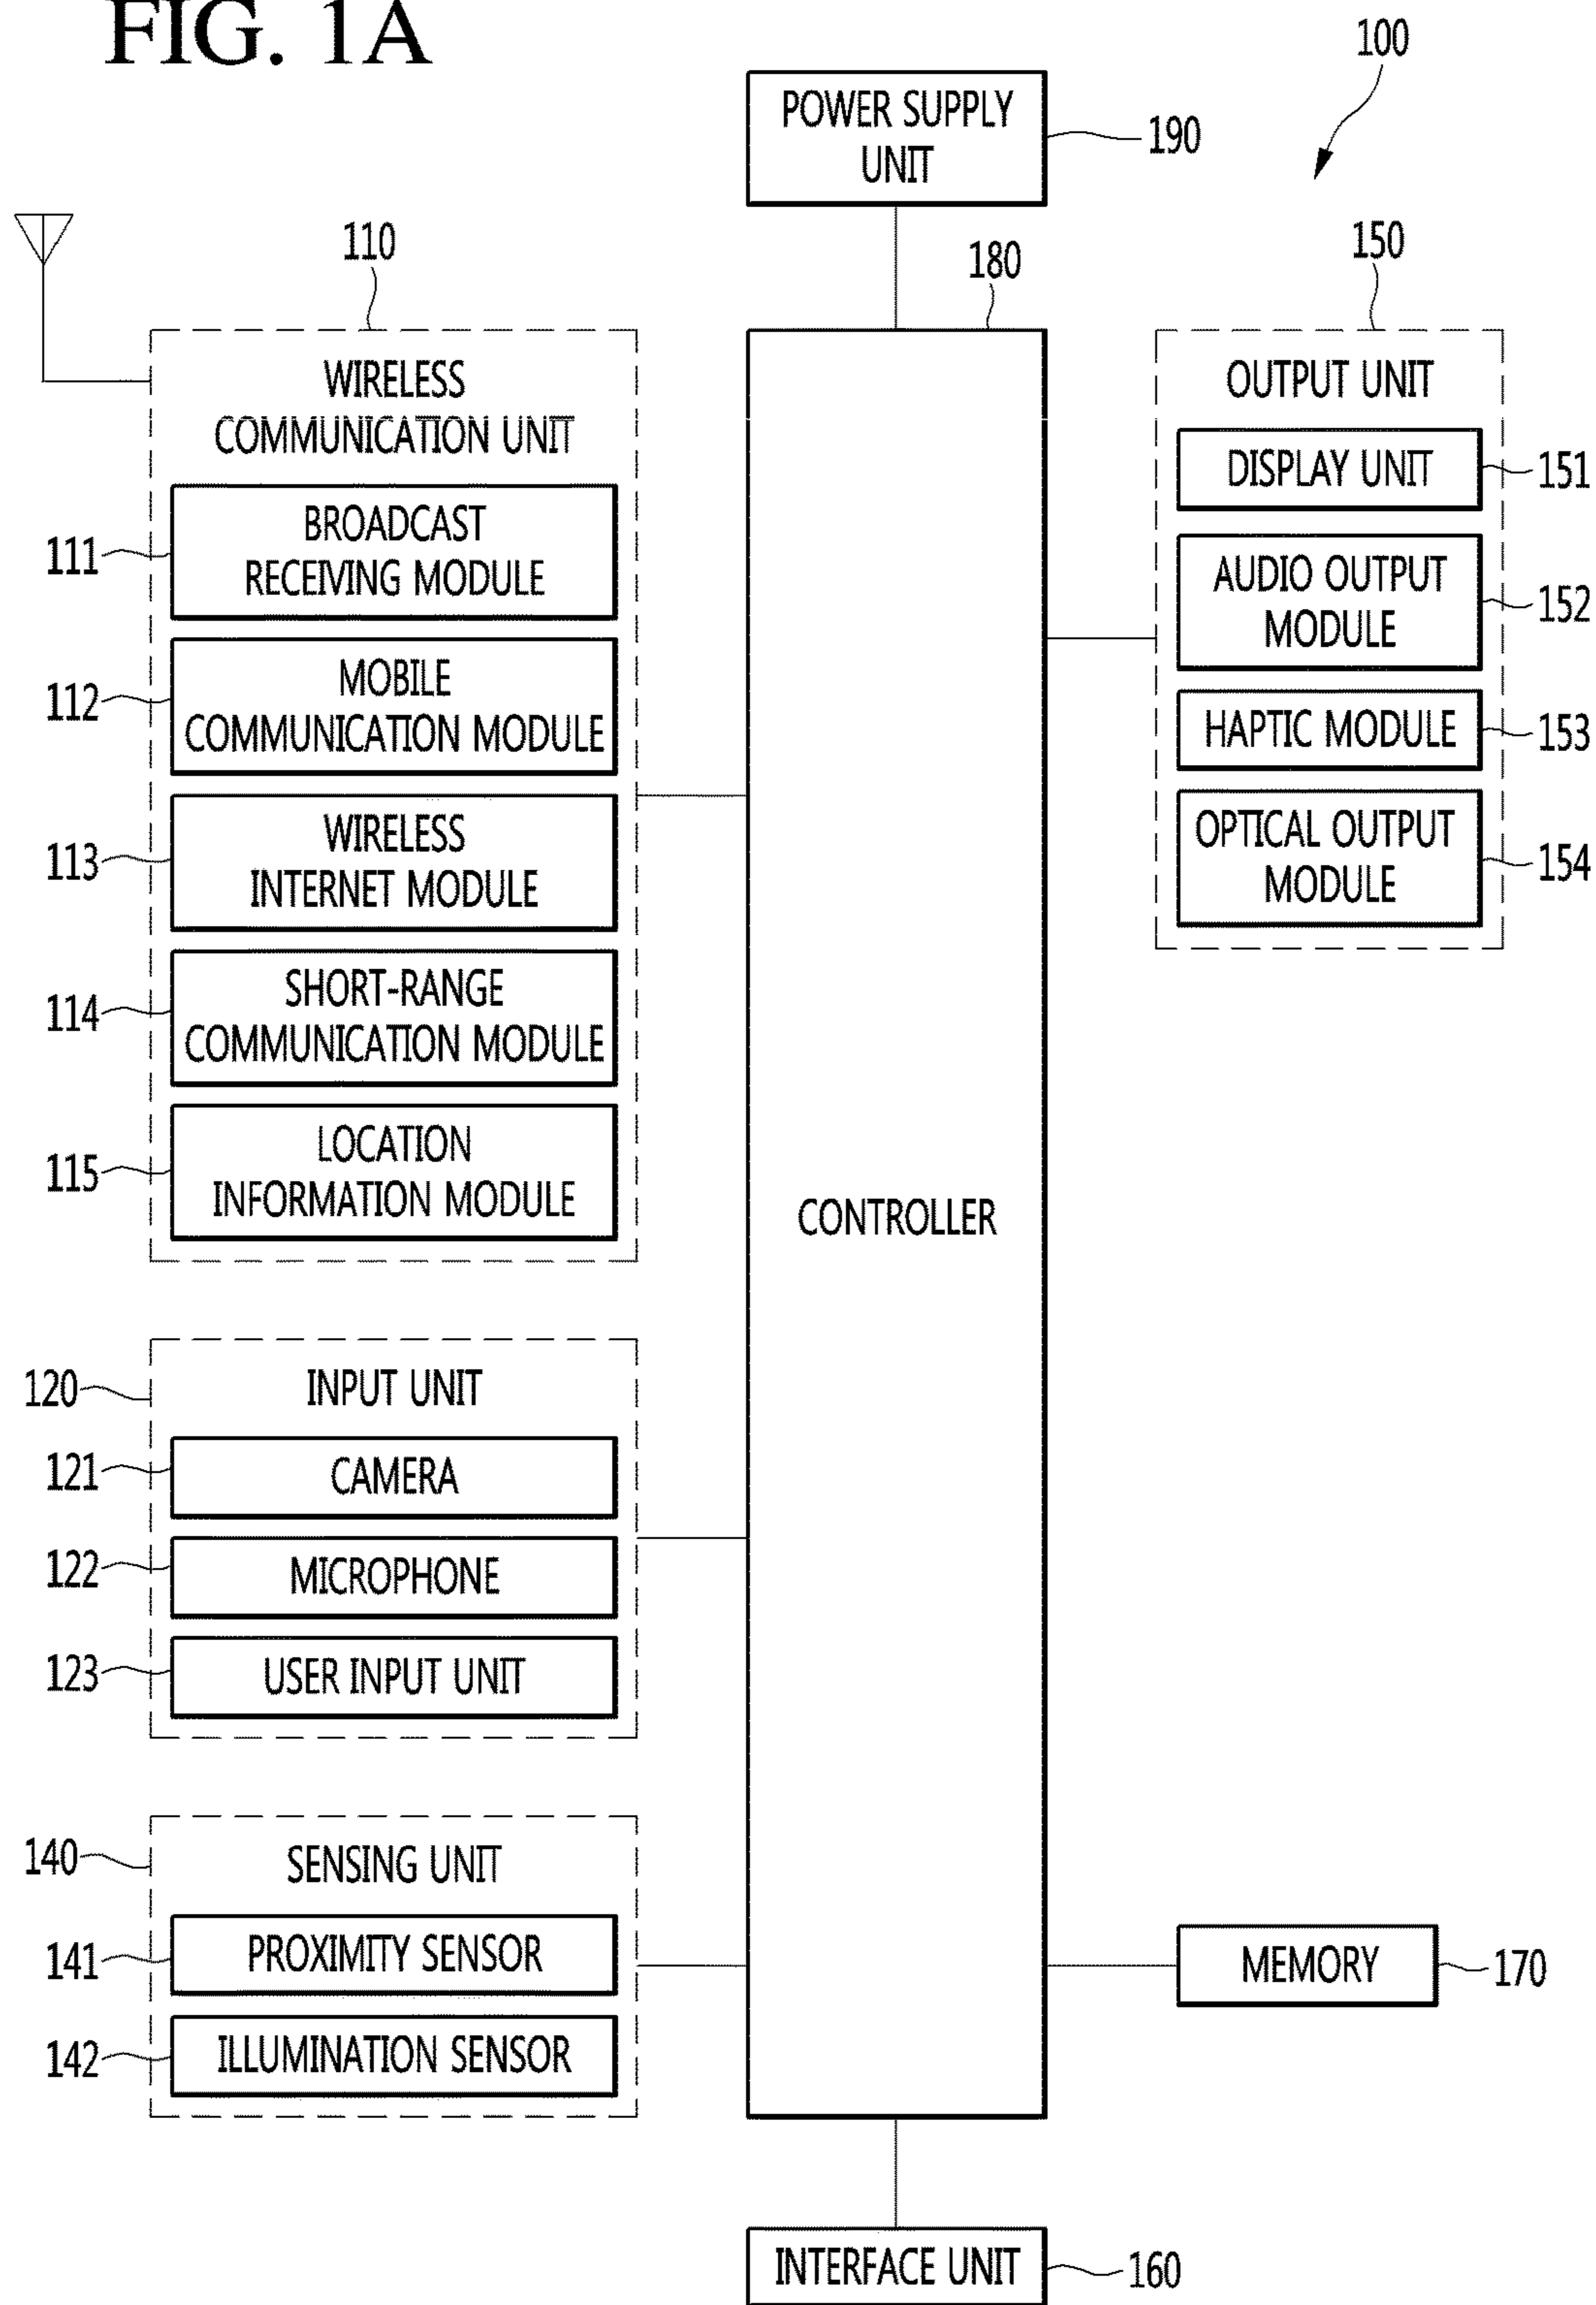 FIG. 1A
100
POWER SUPPLY
UNIT
190
110
180
150
WIRELESS
COMMUNICATION UNIT
BROADCAST
RECEIVING MODULE
111
MOBILE
COMMUNICATION MODULE
112
WIRELESS
INTERNET MODULE
113
SHORT-RANGE
COMMUNICATION MODULE
114
LOCATION
INFORMATION MODULE
115
INPUT UNIT
120
CAMERA
121
MICROPHONE
122
USER INPUT UNIT
123
SENSING UNIT
140
PROXIMITY SENSOR
141
ILLUMINATION SENSOR
142
CONTROLLER
OUTPUT UNIT
DISPLAY UNIT
151
AUDIO OUTPUT
MODULE
152
HAPTIC MODULE
153
OPTICAL OUTPUT
MODULE
154
MEMORY
170
INTERFACE UNIT
160